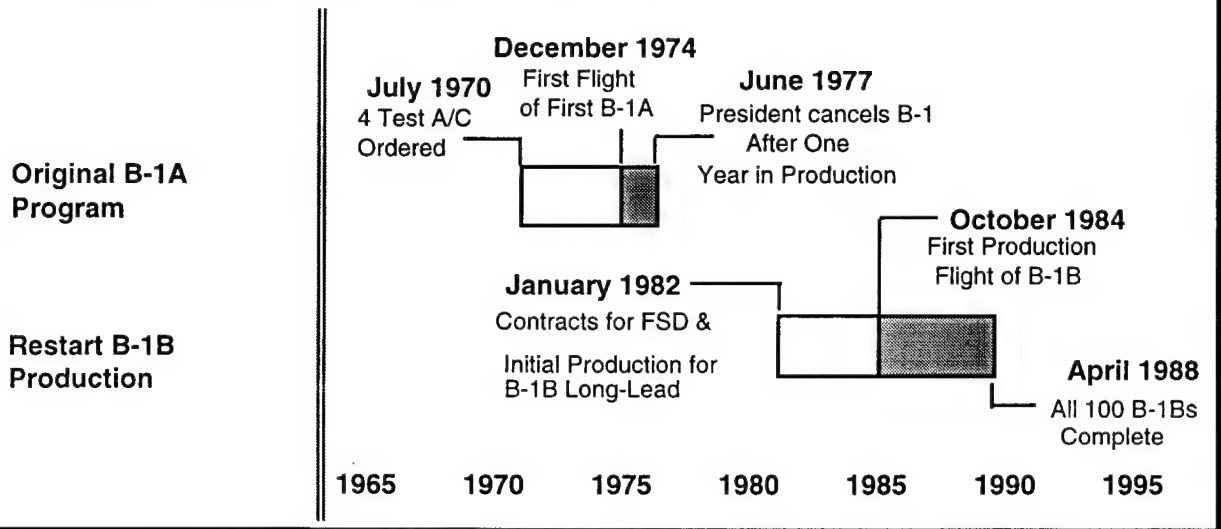 December 1974
First Flight
of First B-1A
July 1970
4 Test A/C
Ordered
June 1977
President cancels B-1
After One
Year in Production
Original B-1A
Program
October 1984
First Production
Flight of B-1B
January 1982
Contracts for FSD &
Initial Production for
B-1B Long-Lead
Restart B-1B
Production
April 1988
All 100 B-1Bs
Complete
1965 1970 1975 1980 1985 1990 1995